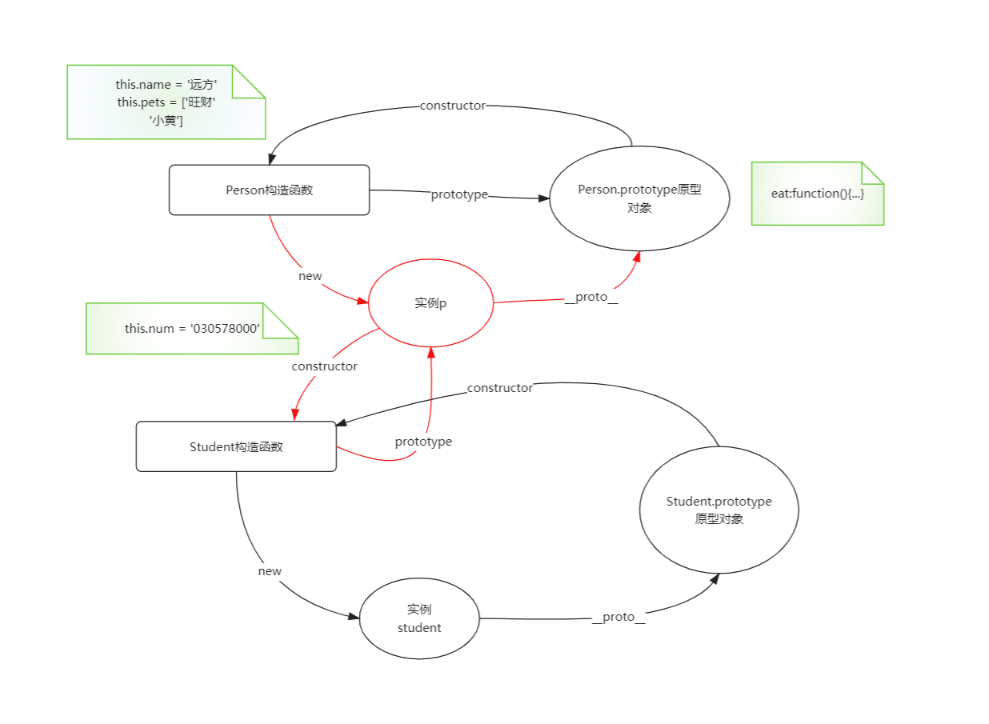 this.name = '远方'
this.pets = ['旺财'
'小黄']
constructor
Person构造函数
prototype
Person.prototype原型
对象
eat:function(){...}
new
实例p
__proto__
this.num = '030578000'
constructor
constructor
Student构造函数
prototype
Student.prototype
原型对象
new
实例
student
__proto__